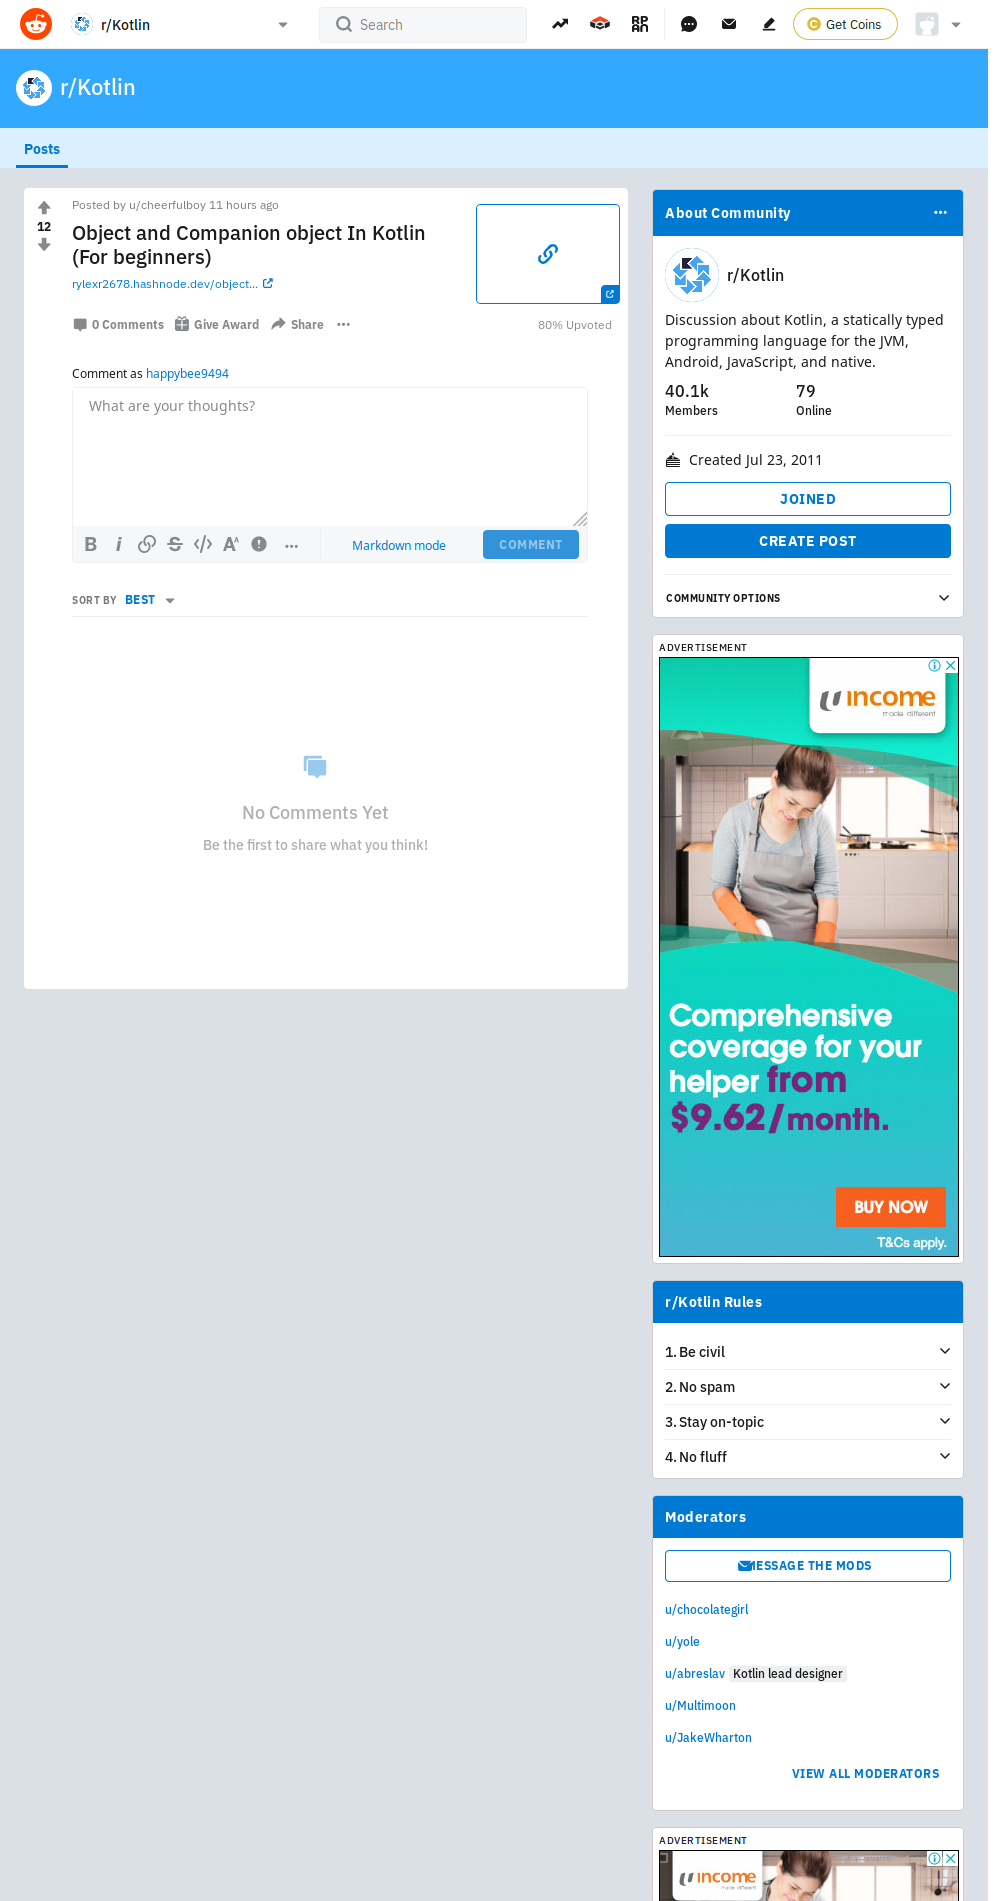 r/Kotlin
Search
RPAN
Get Coins
r/Kotlin
Posts
12
Posted by u/cheerfulboy 11 hours ago
Object and Companion object In Kotlin
(For beginners)
rylexr2678.hashnode.dev/object...
0 Comments
Give Award
Share
80% Upvoted
Comment as happybee9494
What are your thoughts?
Markdown mode
COMMENT
SORT BY BEST
No Comments Yet
Be the first to share what you think!
About Community
r/Kotlin
Discussion about Kotlin, a statically typed
programming language for the JVM,
Android, JavaScript, and native.
40.1k
Members
79
Online
Created Jul 23, 2011
JOINED
CREATE POST
COMMUNITY OPTIONS
ADVERTISEMENT
income
made different
Comprehensive
coverage for your
helper from
$9.62/month.
BUY NOW
T&Cs apply.
r/Kotlin Rules
1. Be civil
2. No spam
3. Stay on-topic
4. No fluff
Moderators
MESSAGE THE MODS
u/chocolategirl
u/yole
u/abreslav Kotlin lead designer
u/Multimoon
u/JakeWharton
VIEW ALL MODERATORS
ADVERTISEMENT
income
made different